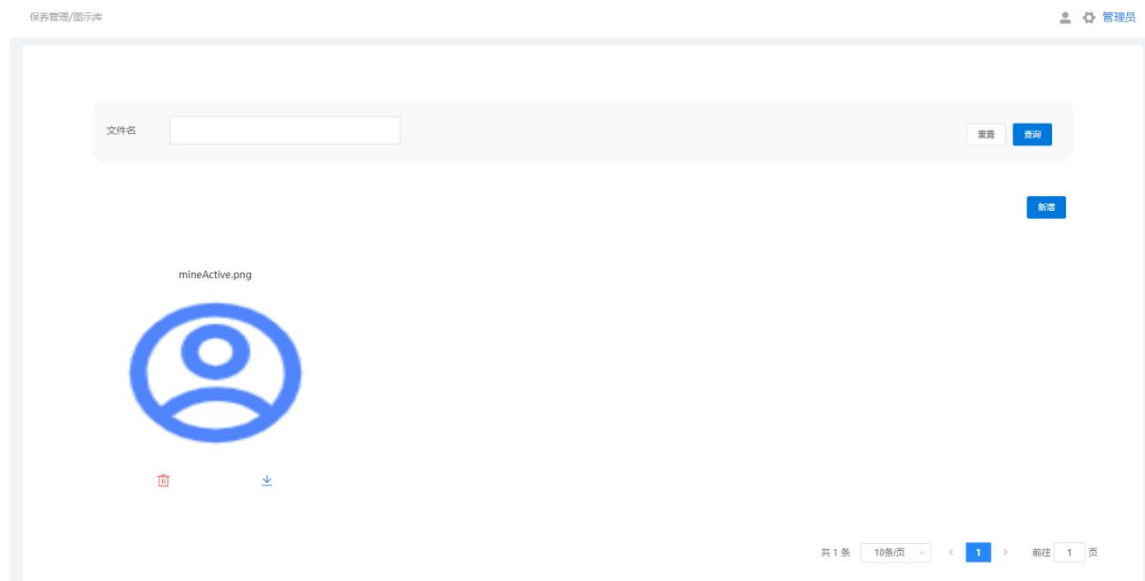 保养管理/图示库
管理员
文件名
重置 查询
新增
mineActive.png
共 1 条 10条/页 1 前往 1 页